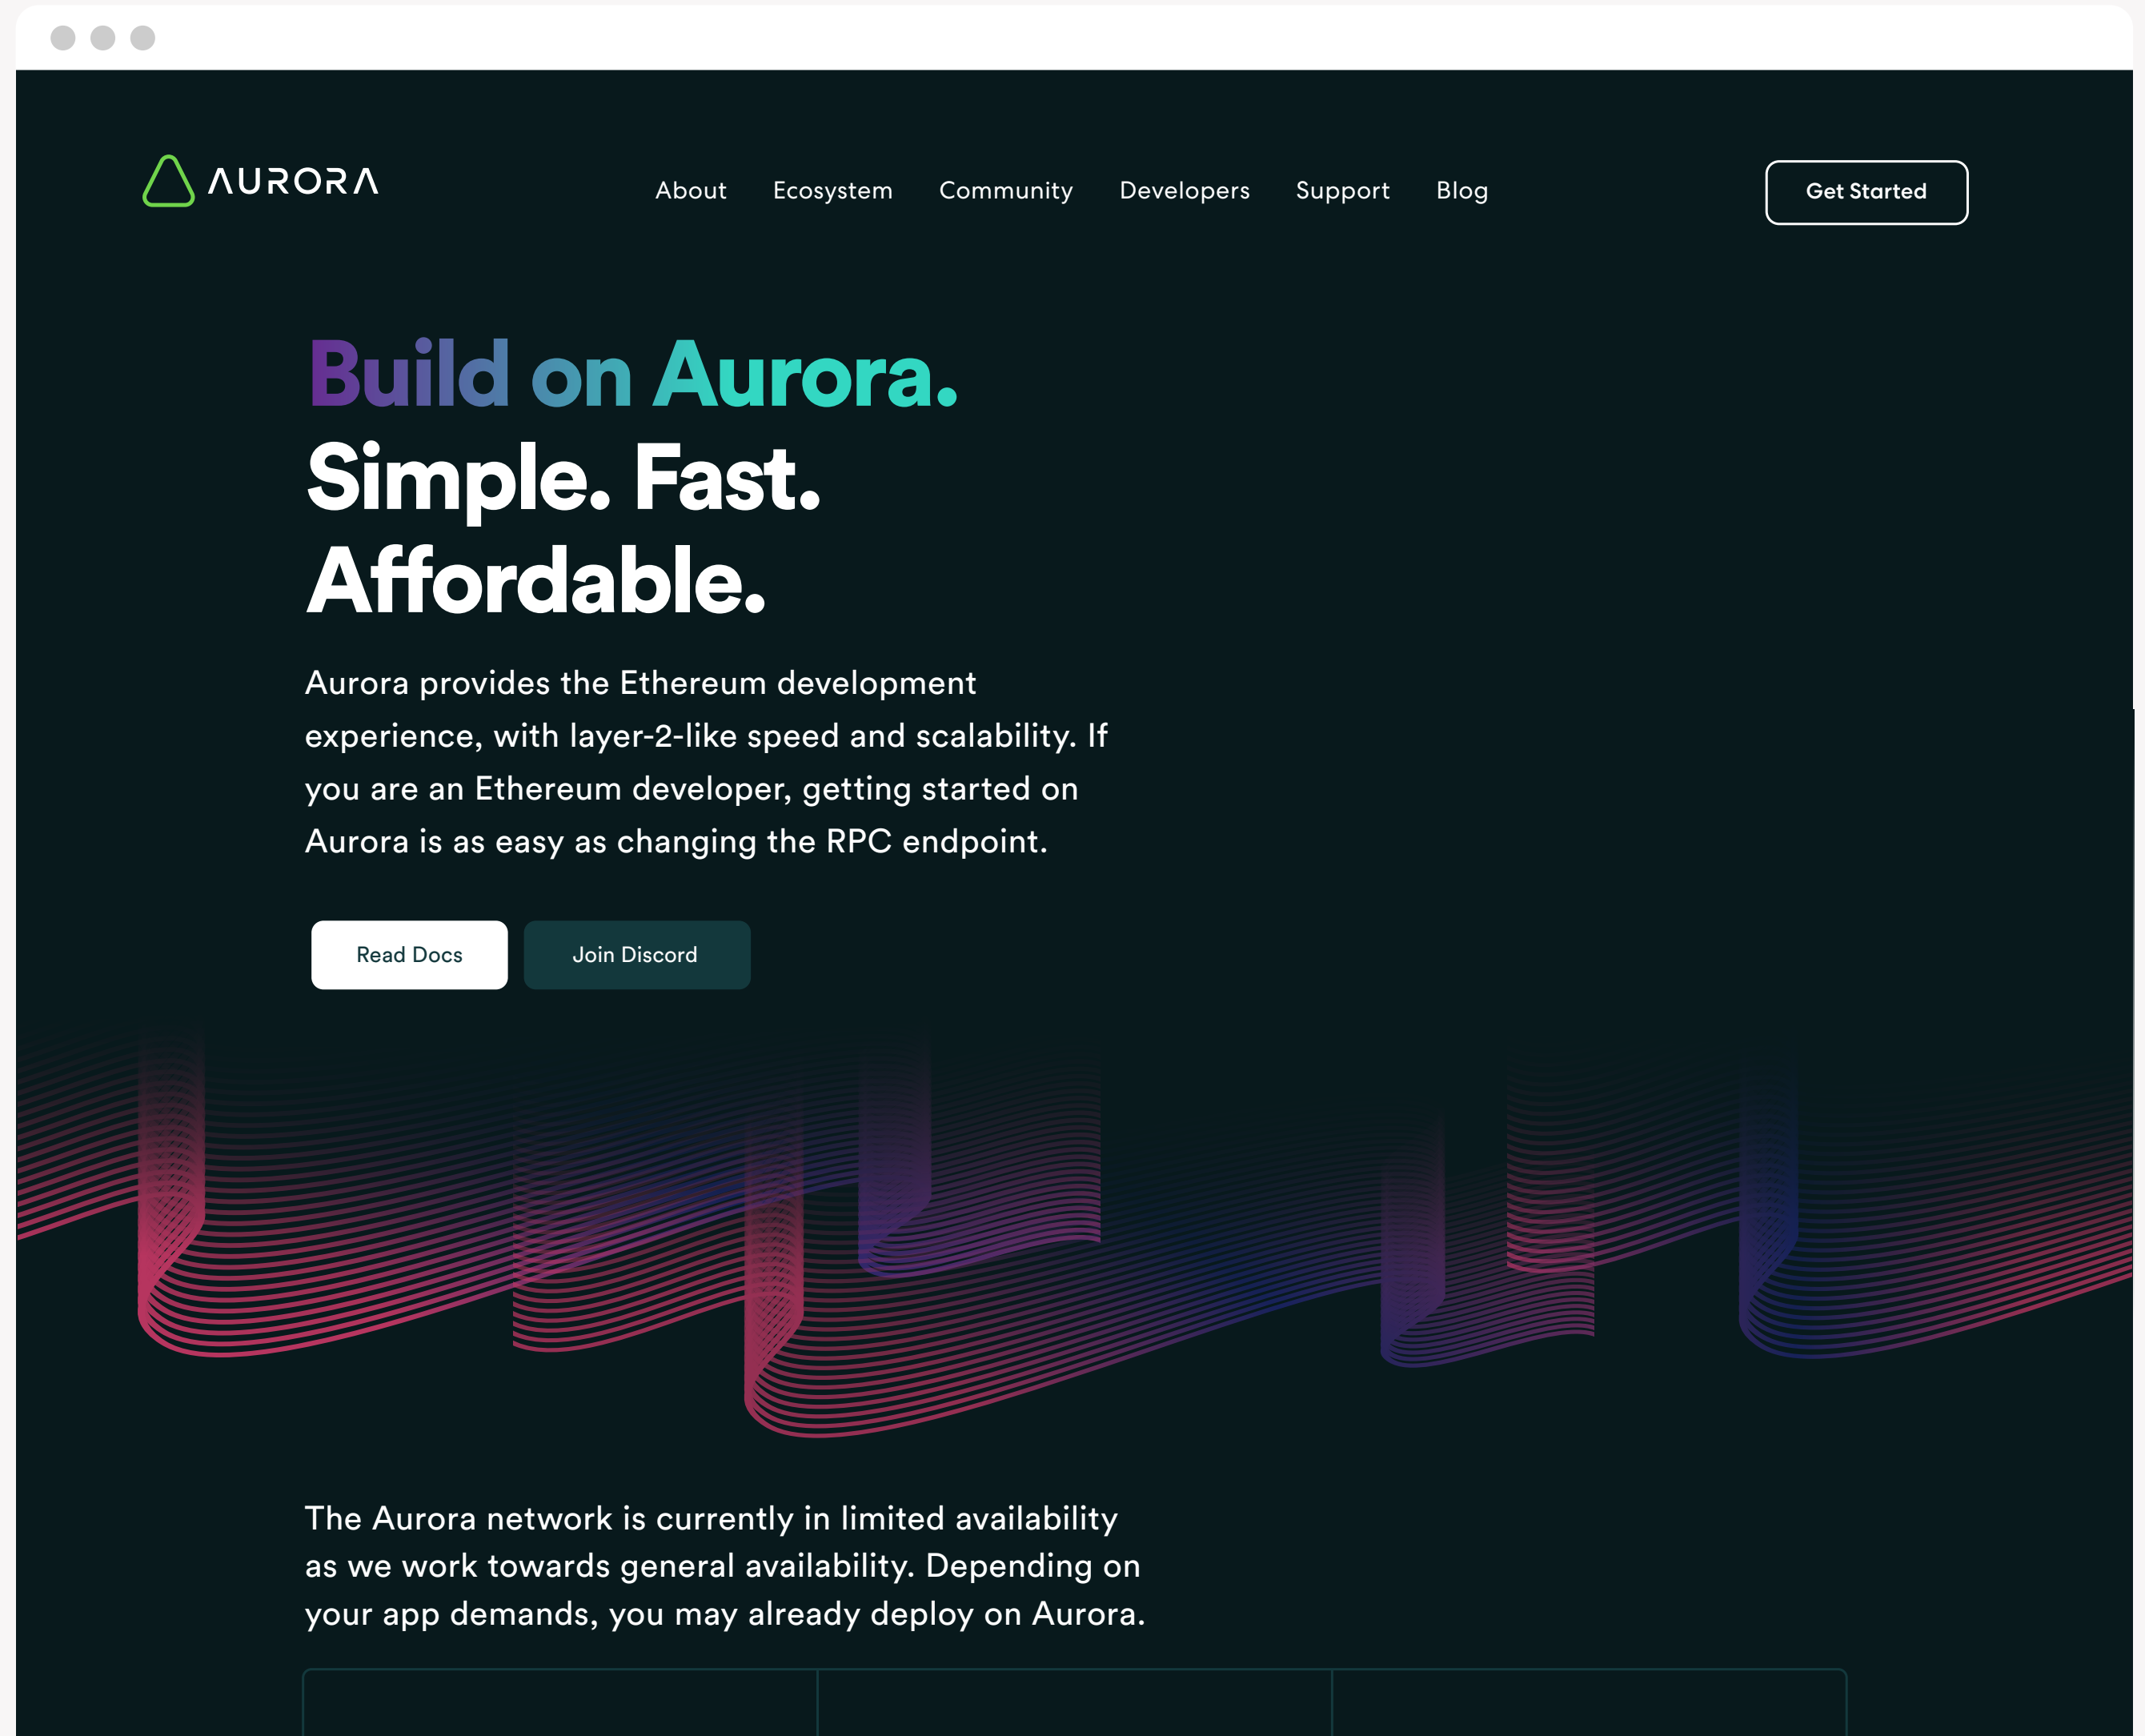 AURORA
About Ecosystem Community Developers Support Blog
Get Started
Build on Aurora.
Simple. Fast.
Affordable.
Aurora provides the Ethereum development
experience, with layer-2-like speed and scalability. If
you are an Ethereum developer, getting started on
Aurora is as easy as changing the RPC endpoint.
Read Docs
Join Discord
The Aurora network is currently in limited availability
as we work towards general availability. Depending on
your app demands, you may already deploy on Aurora.